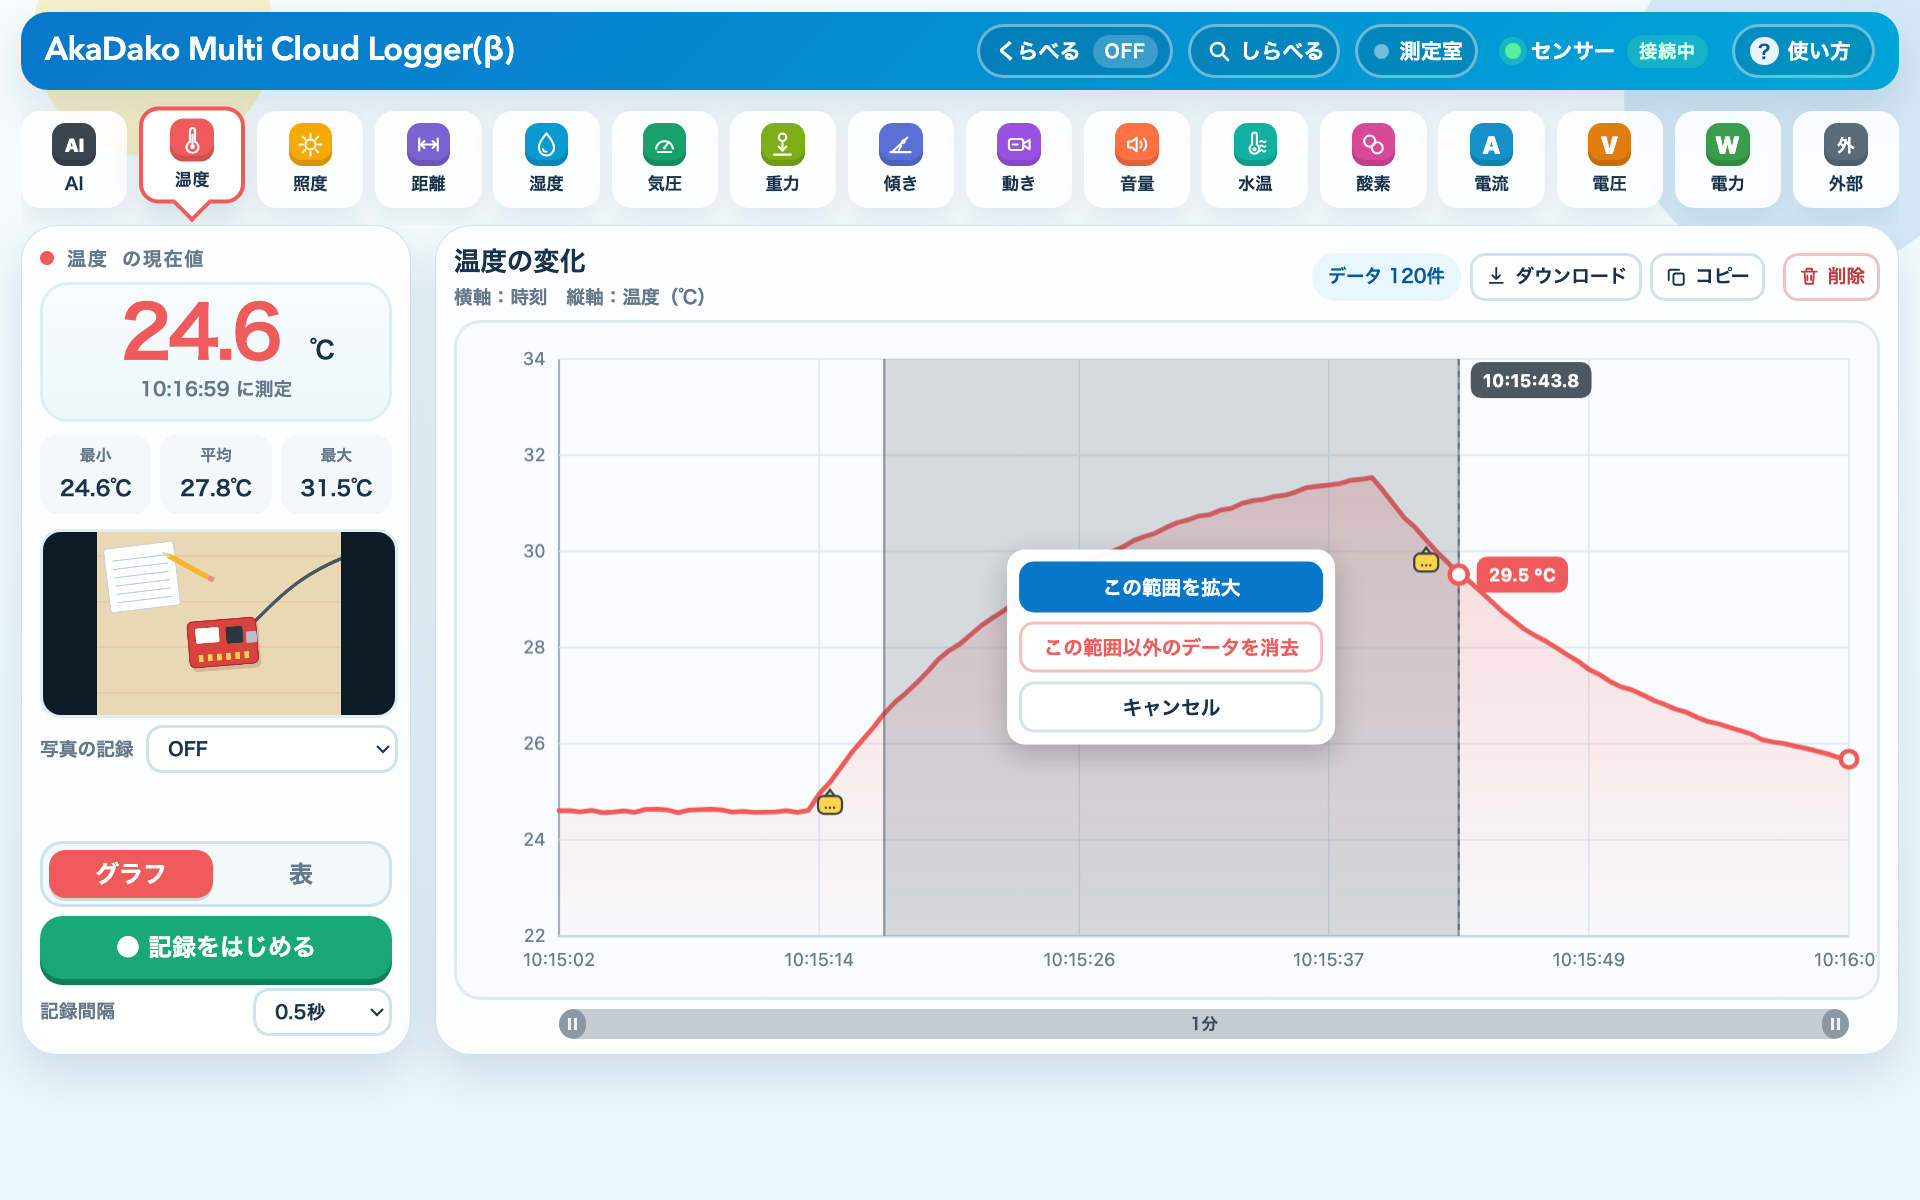 AkaDako Multi Cloud Logger(β)
くらべる OFF
しらべる
測定室
センサー 接続中
? 使い方
AI
AI
温度
照度
距離
湿度
気圧
重力
傾き
動き
音量
水温
酸素
A
電流
V
電圧
W
電力
外
外部
温度 の現在値
24.6 ℃
10:16:59 に測定
最小
24.6℃
平均
27.8℃
最大
31.5℃
写真の記録 OFF
グラフ 表
記録をはじめる
記録間隔 0.5秒
温度の変化
横軸：時刻 縦軸：温度（℃）
データ 120件
ダウンロード
コピー
削除
34
32
30
28
26
24
22
10:15:43.8
29.5 °C
この範囲を拡大
この範囲以外のデータを消去
キャンセル
10:15:02 10:15:14 10:15:26 10:15:37 10:15:49 10:16:0
1分